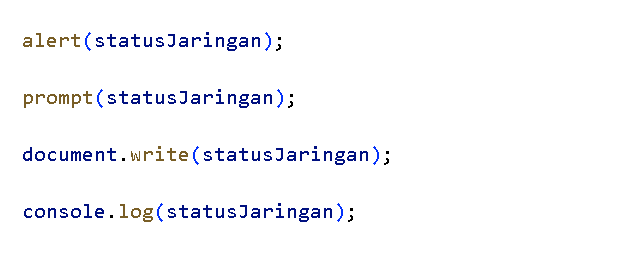 alert(statusJaringan);
prompt(statusJaringan);
document.write(statusJaringan);
console.log(statusJaringan);